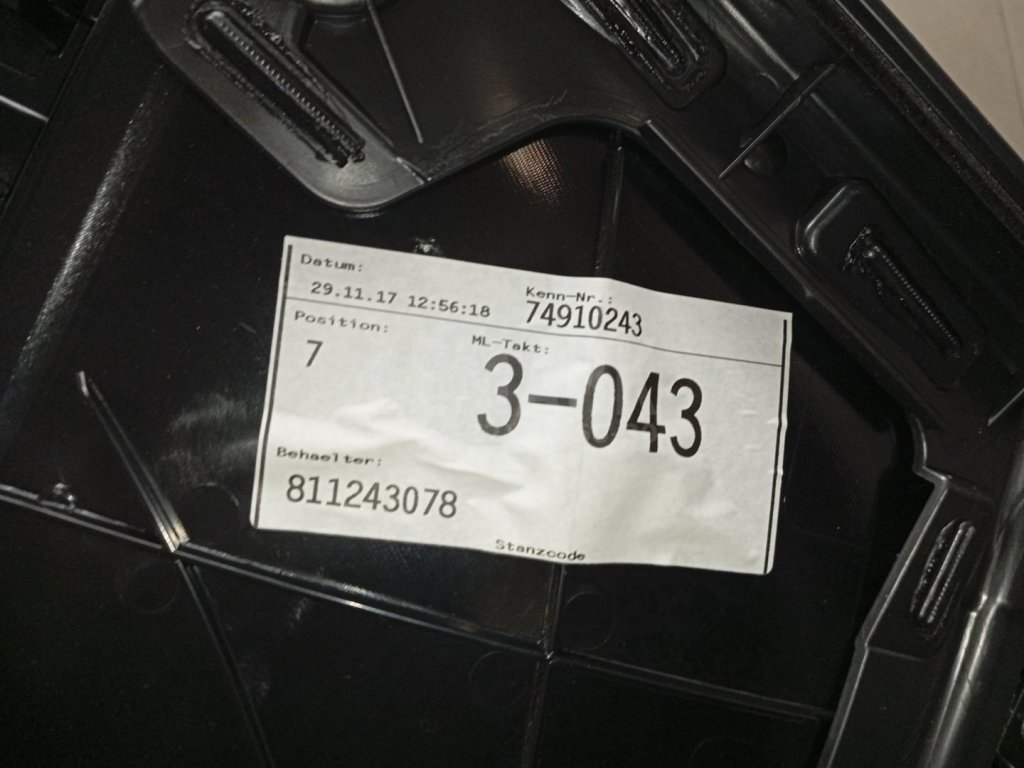 Datum:
29.11.17 12:56:18
Kenn-Nr.:
74910243
Position:
7
ML-Takt:
3-043
Behaelter:
811243078
Stanzcode